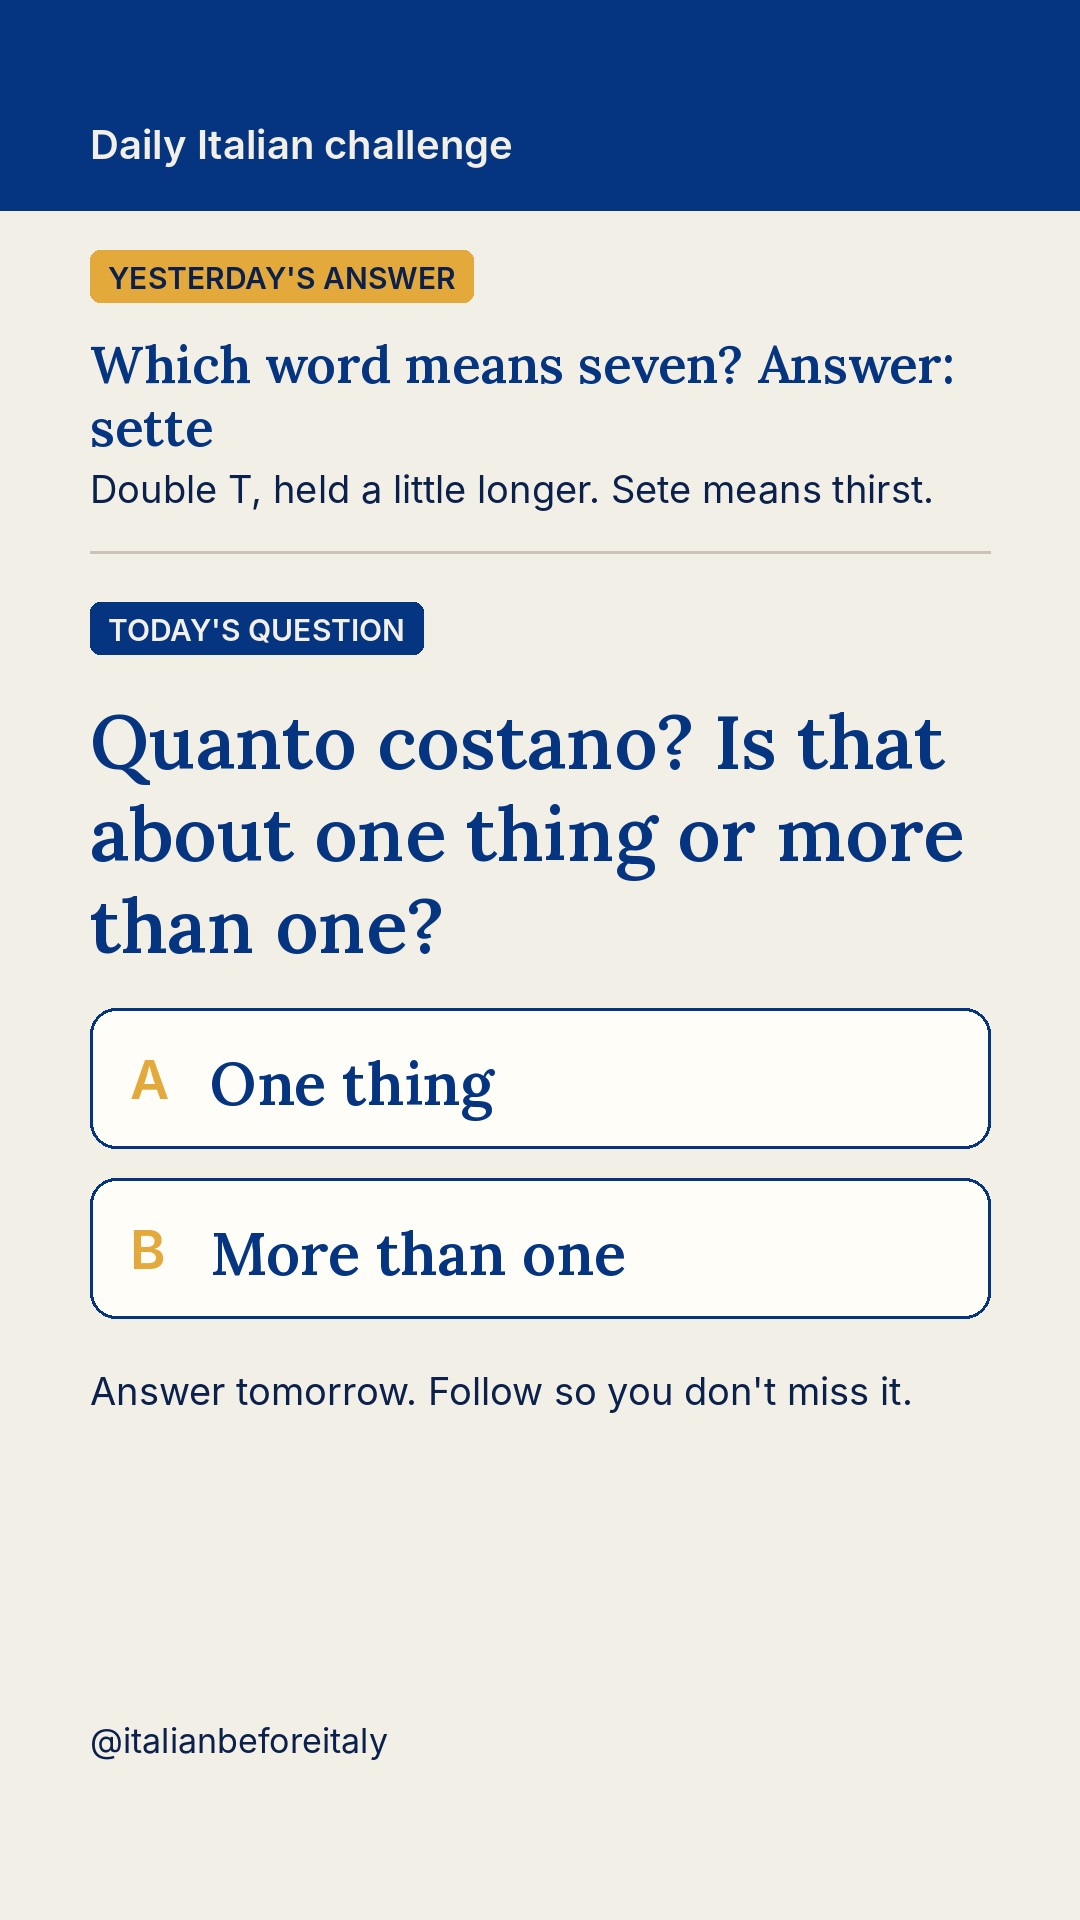 Daily Italian challenge
YESTERDAY'S ANSWER
Which word means seven? Answer:
sette
Double T, held a little longer. Sete means thirst.
TODAY'S QUESTION
Quanto costano? Is that
about one thing or more
than one?
A One thing
B More than one
Answer tomorrow. Follow so you don't miss it.
@italianbeforeitaly